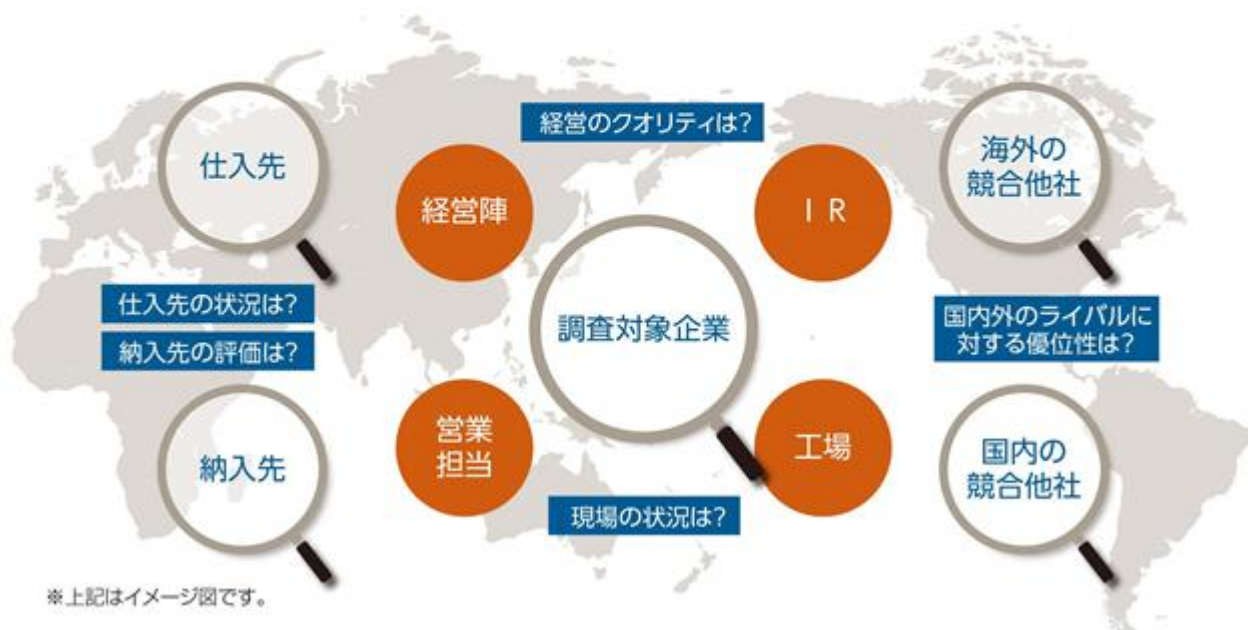 経営のクオリティは?
仕入先
経営陣
I R
海外の
競合他社
調査対象企業
仕入先の状況は?
納入先の評価は?
国内外のライバルに
対する優位性は?
営業
担当
工場
納入先
国内の
競合他社
現場の状況は?
※上記はイメージ図です。